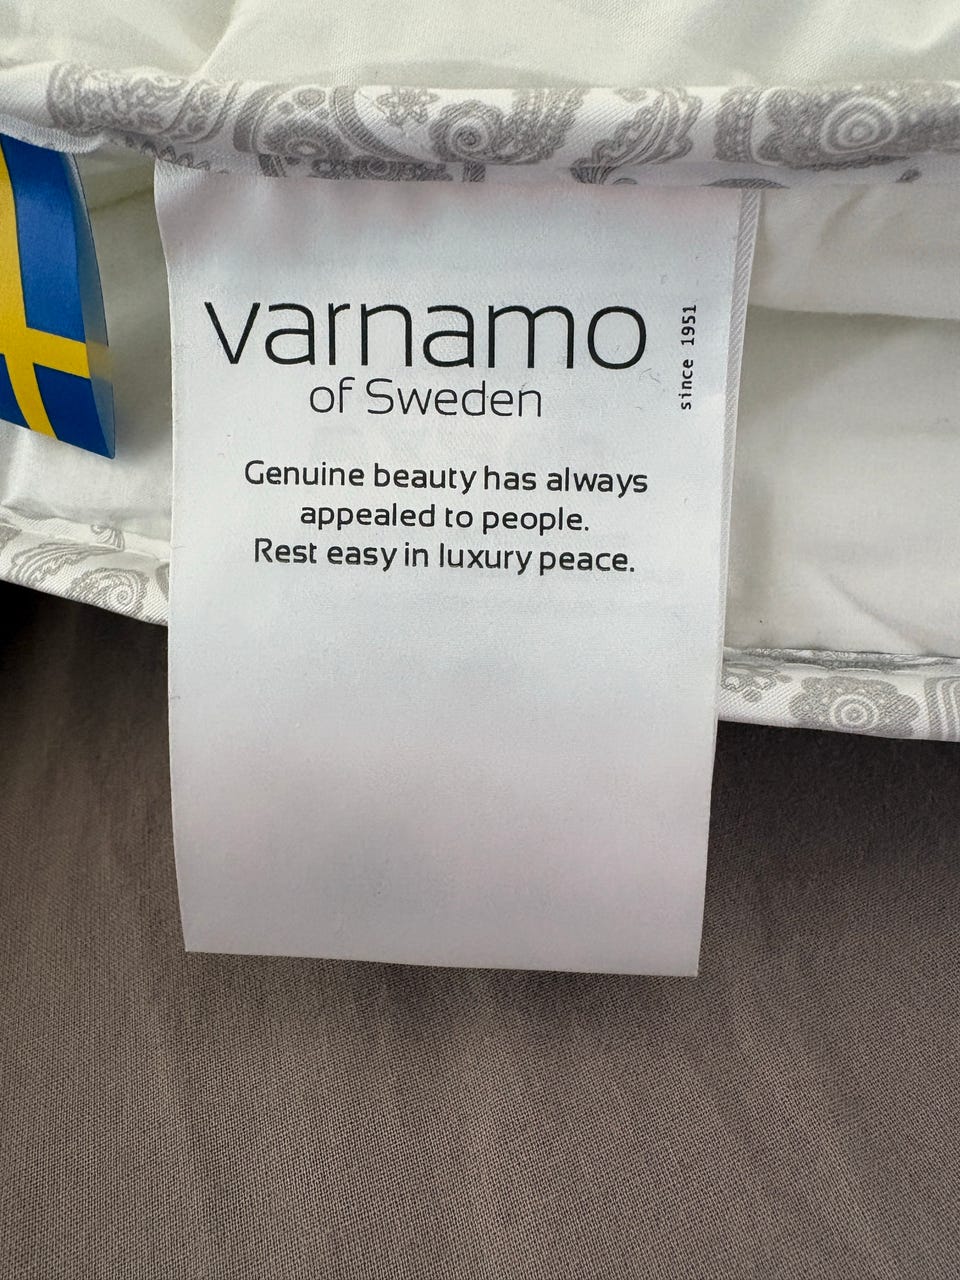 varnamo
of Sweden
since 1951
Genuine beauty has always
appealed to people.
Rest easy in luxury peace.